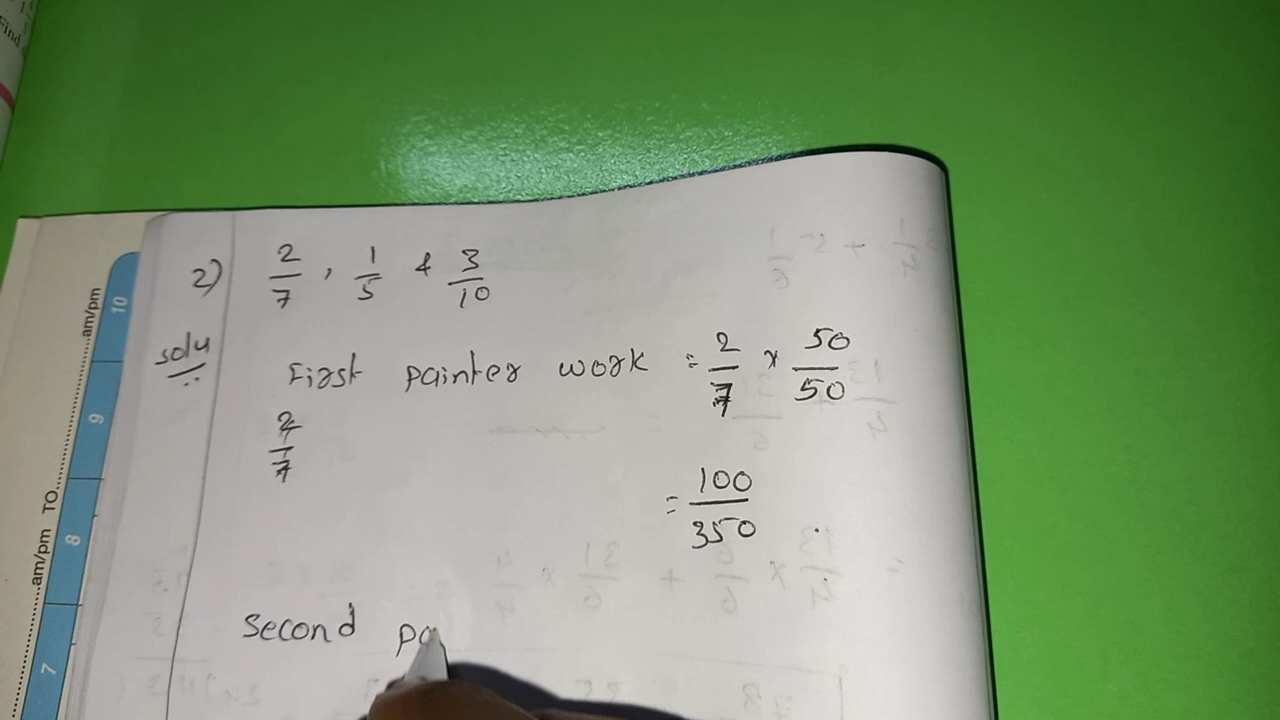 Find
2) 2/7 , 1/5 & 3/10
Solu
First painter work = 2/7 × 50/50
2/7
= 100/350
Second pa
10 ...am/pm
9
8 ...am/pm TO...
7